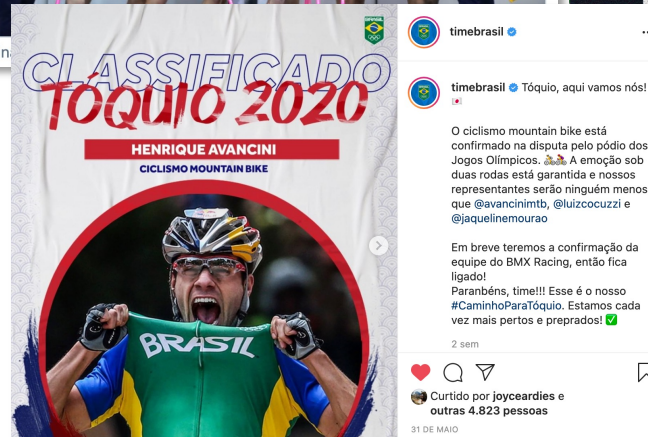 BRASIL
CLASSIFICADO
TÓQUIO 2020
HENRIQUE AVANCINI
CICLISMO MOUNTAIN BIKE
BRASIL
timebrasil
timebrasil Tóquio, aqui vamos nós!
O ciclismo mountain bike está
confirmado na disputa pelo pódio dos
Jogos Olímpicos. 🚵🚵 A emoção sob
duas rodas está garantida e nossos
representantes serão ninguém menos
que @avancinimtb, @luizcocuzzi e
@jaquelinemourao
Em breve teremos a confirmação da
equipe do BMX Racing, então fica
ligado!
Paranbéns, time!!! Esse é o nosso
#CaminhoParaTóquio. Estamos cada
vez mais pertos e preprados! ✅
2 sem
Curtido por joyceardies e
outras 4.823 pessoas
31 DE MAIO